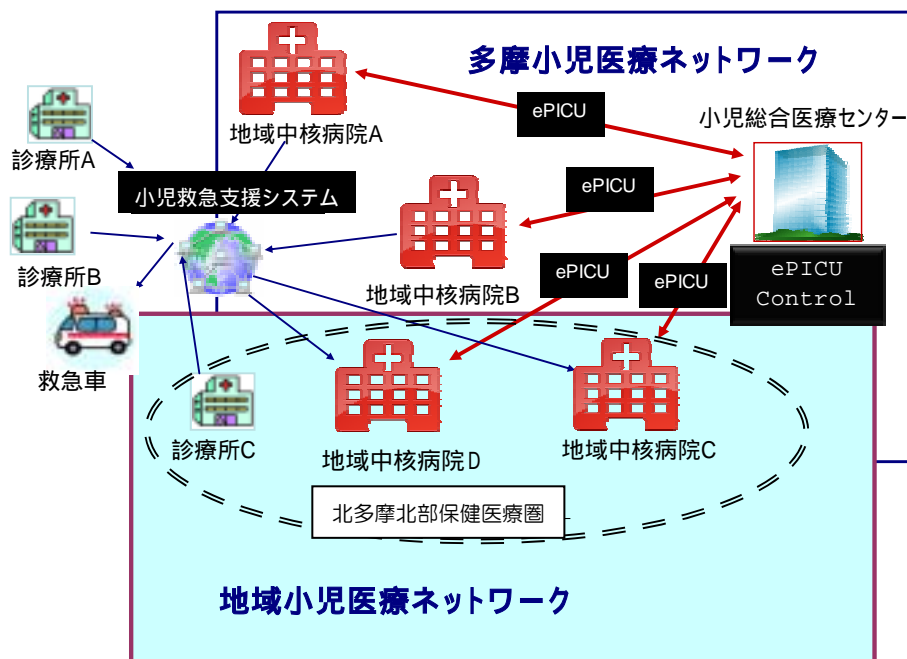 多摩小児医療ネットワーク
ePICU
小児総合医療センター
地域中核病院A
診療所A
小児救急支援システム
ePICU
診療所B
ePICU
ePICU
ePICU
Control
地域中核病院B
救急車
診療所C
地域中核病院D
地域中核病院C
北多摩北部保健医療圏
地域小児医療ネットワーク